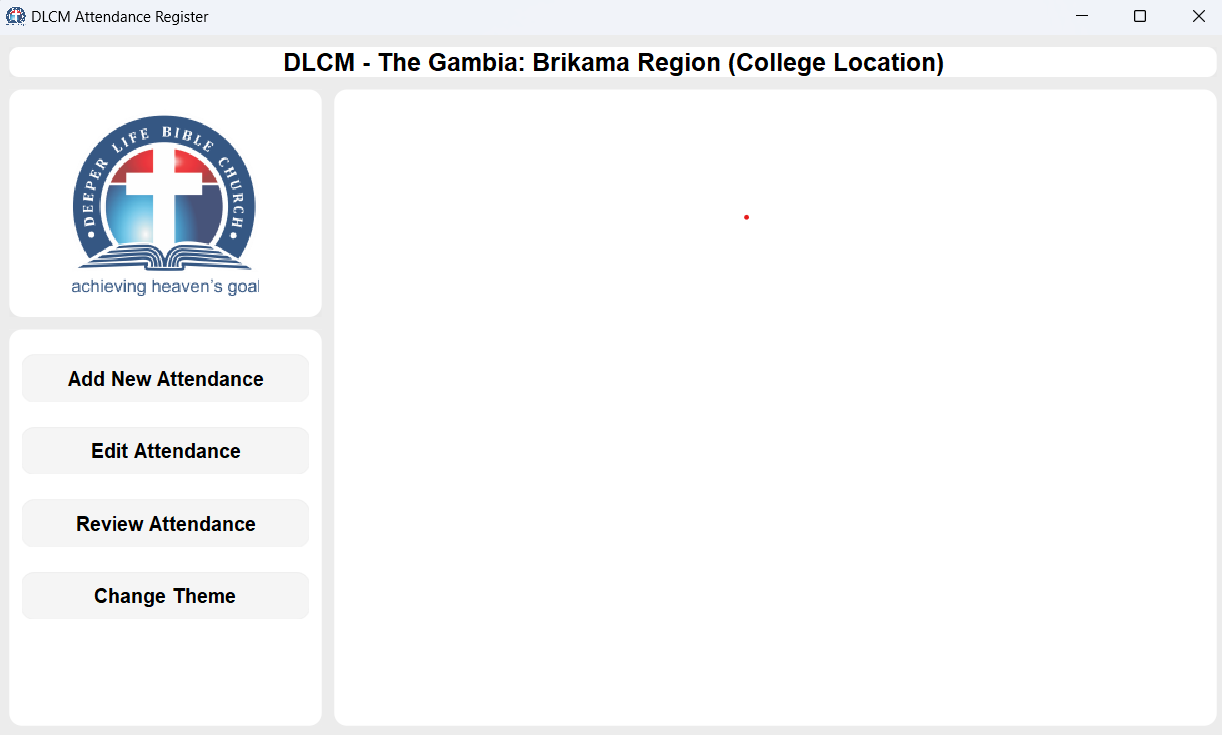 DLCM Attendance Register
DLCM - The Gambia: Brikama Region (College Location)
• DEEPER LIFE BIBLE CHURCH •
achieving heaven's goal
Add New Attendance
Edit Attendance
Review Attendance
Change Theme